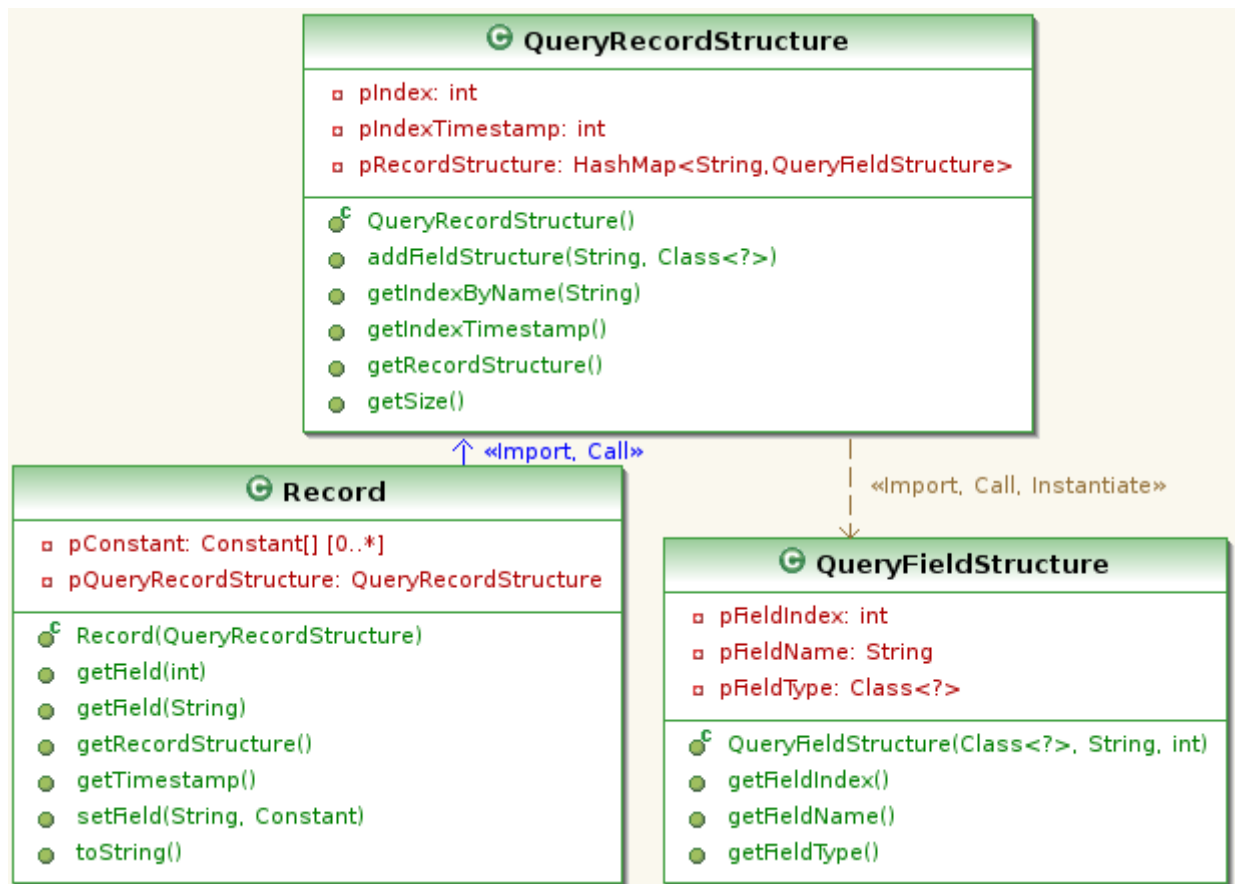 QueryRecordStructure
pIndex: int
pIndexTimestamp: int
pRecordStructure: HashMap<String,QueryFieldStructure>
QueryRecordStructure()
addFieldStructure(String, Class<?>)
getIndexByName(String)
getIndexTimestamp()
getRecordStructure()
getSize()
«Import, Call»
«Import, Call, Instantiate»
Record
pConstant: Constant[] [0..*]
pQueryRecordStructure: QueryRecordStructure
Record(QueryRecordStructure)
getField(int)
getField(String)
getRecordStructure()
getTimestamp()
setField(String, Constant)
toString()
QueryFieldStructure
pFieldIndex: int
pFieldName: String
pFieldType: Class<?>
QueryFieldStructure(Class<?>, String, int)
getFieldIndex()
getFieldName()
getFieldType()